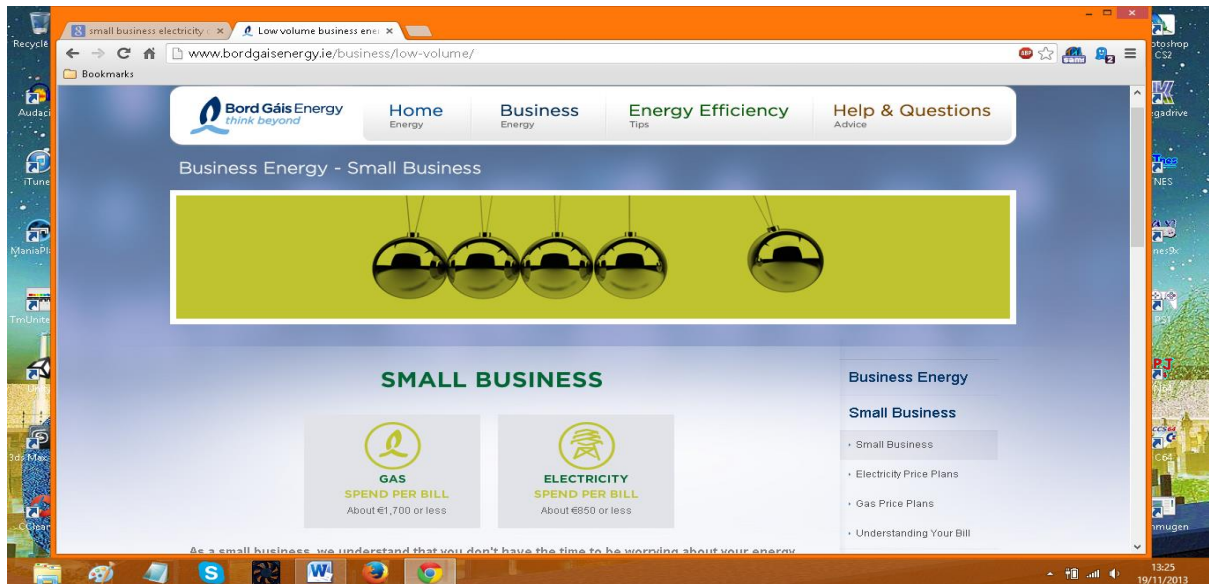 small business electricity
Low volume business ener
www.bordgaisenergy.ie/business/low-volume/
Bookmarks
Bord Gáis Energy
think beyond
Home
Energy
Business
Energy
Energy Efficiency
Tips
Help & Questions
Advice
Business Energy - Small Business
SMALL BUSINESS
GAS
SPEND PER BILL
About €1,700 or less
ELECTRICITY
SPEND PER BILL
About €850 or less
As a small business, we understand that you don't have the time to be worrying about your energy
Business Energy
Small Business
Small Business
Electricity Price Plans
Gas Price Plans
Understanding Your Bill
Recycle
Audaci
iTune
ManiaPl
TmUnite
3ds Max
CClear
otoshop
CS2
egadrive
NES
nes9x
PS1
C64
nmugen
13:25
19/11/2013